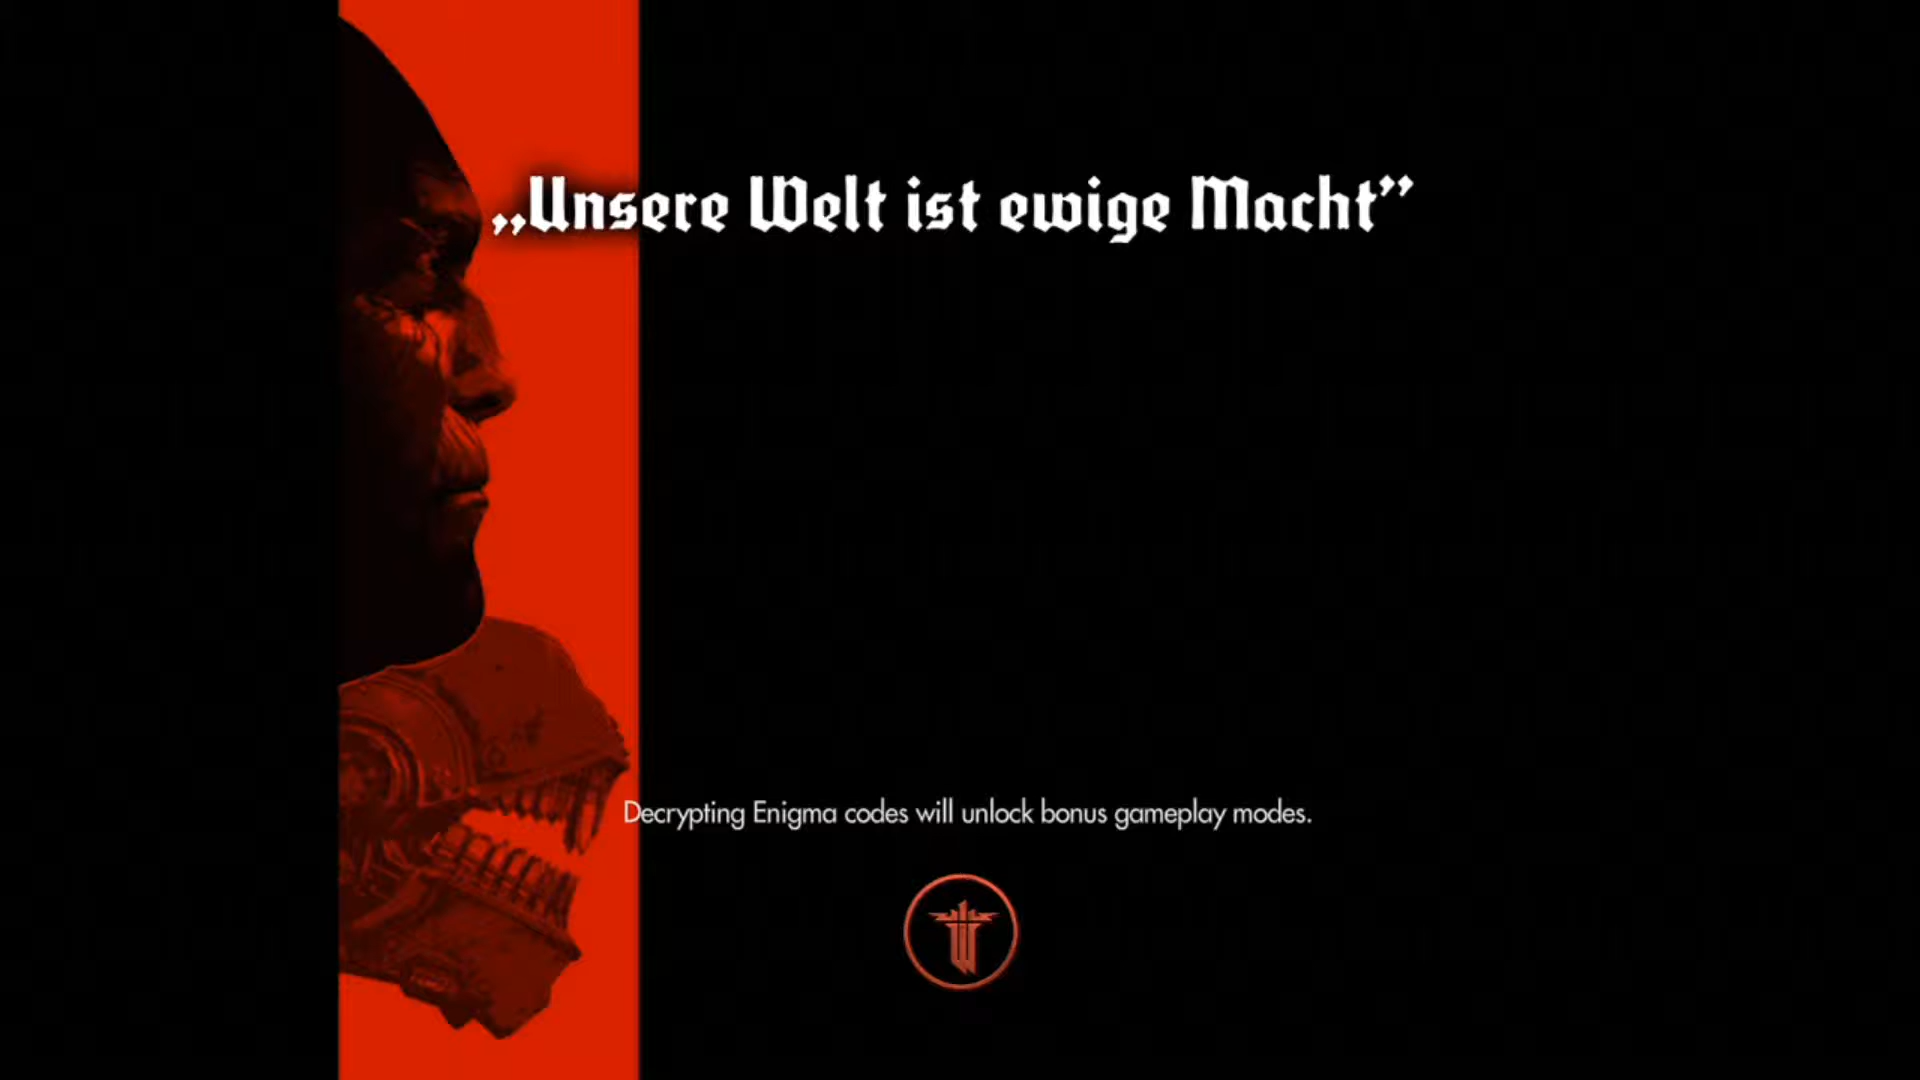 „Unsere Welt ist ewige Macht”
Decrypting Enigma codes will unlock bonus gameplay modes.